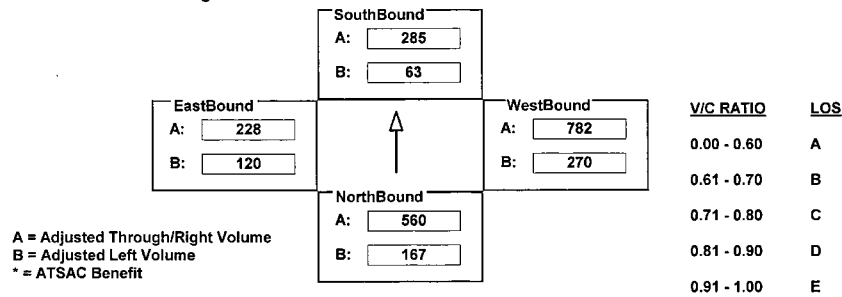 SouthBound
A: 285
B: 63
EastBound
A: 228
B: 120
WestBound
A: 782
B: 270
NorthBound
A: 560
B: 167
A = Adjusted Through/Right Volume
B = Adjusted Left Volume
* = ATSAC Benefit
V/C RATIO LOS
0.00 - 0.60 A
0.61 - 0.70 B
0.71 - 0.80 C
0.81 - 0.90 D
0.91 - 1.00 E